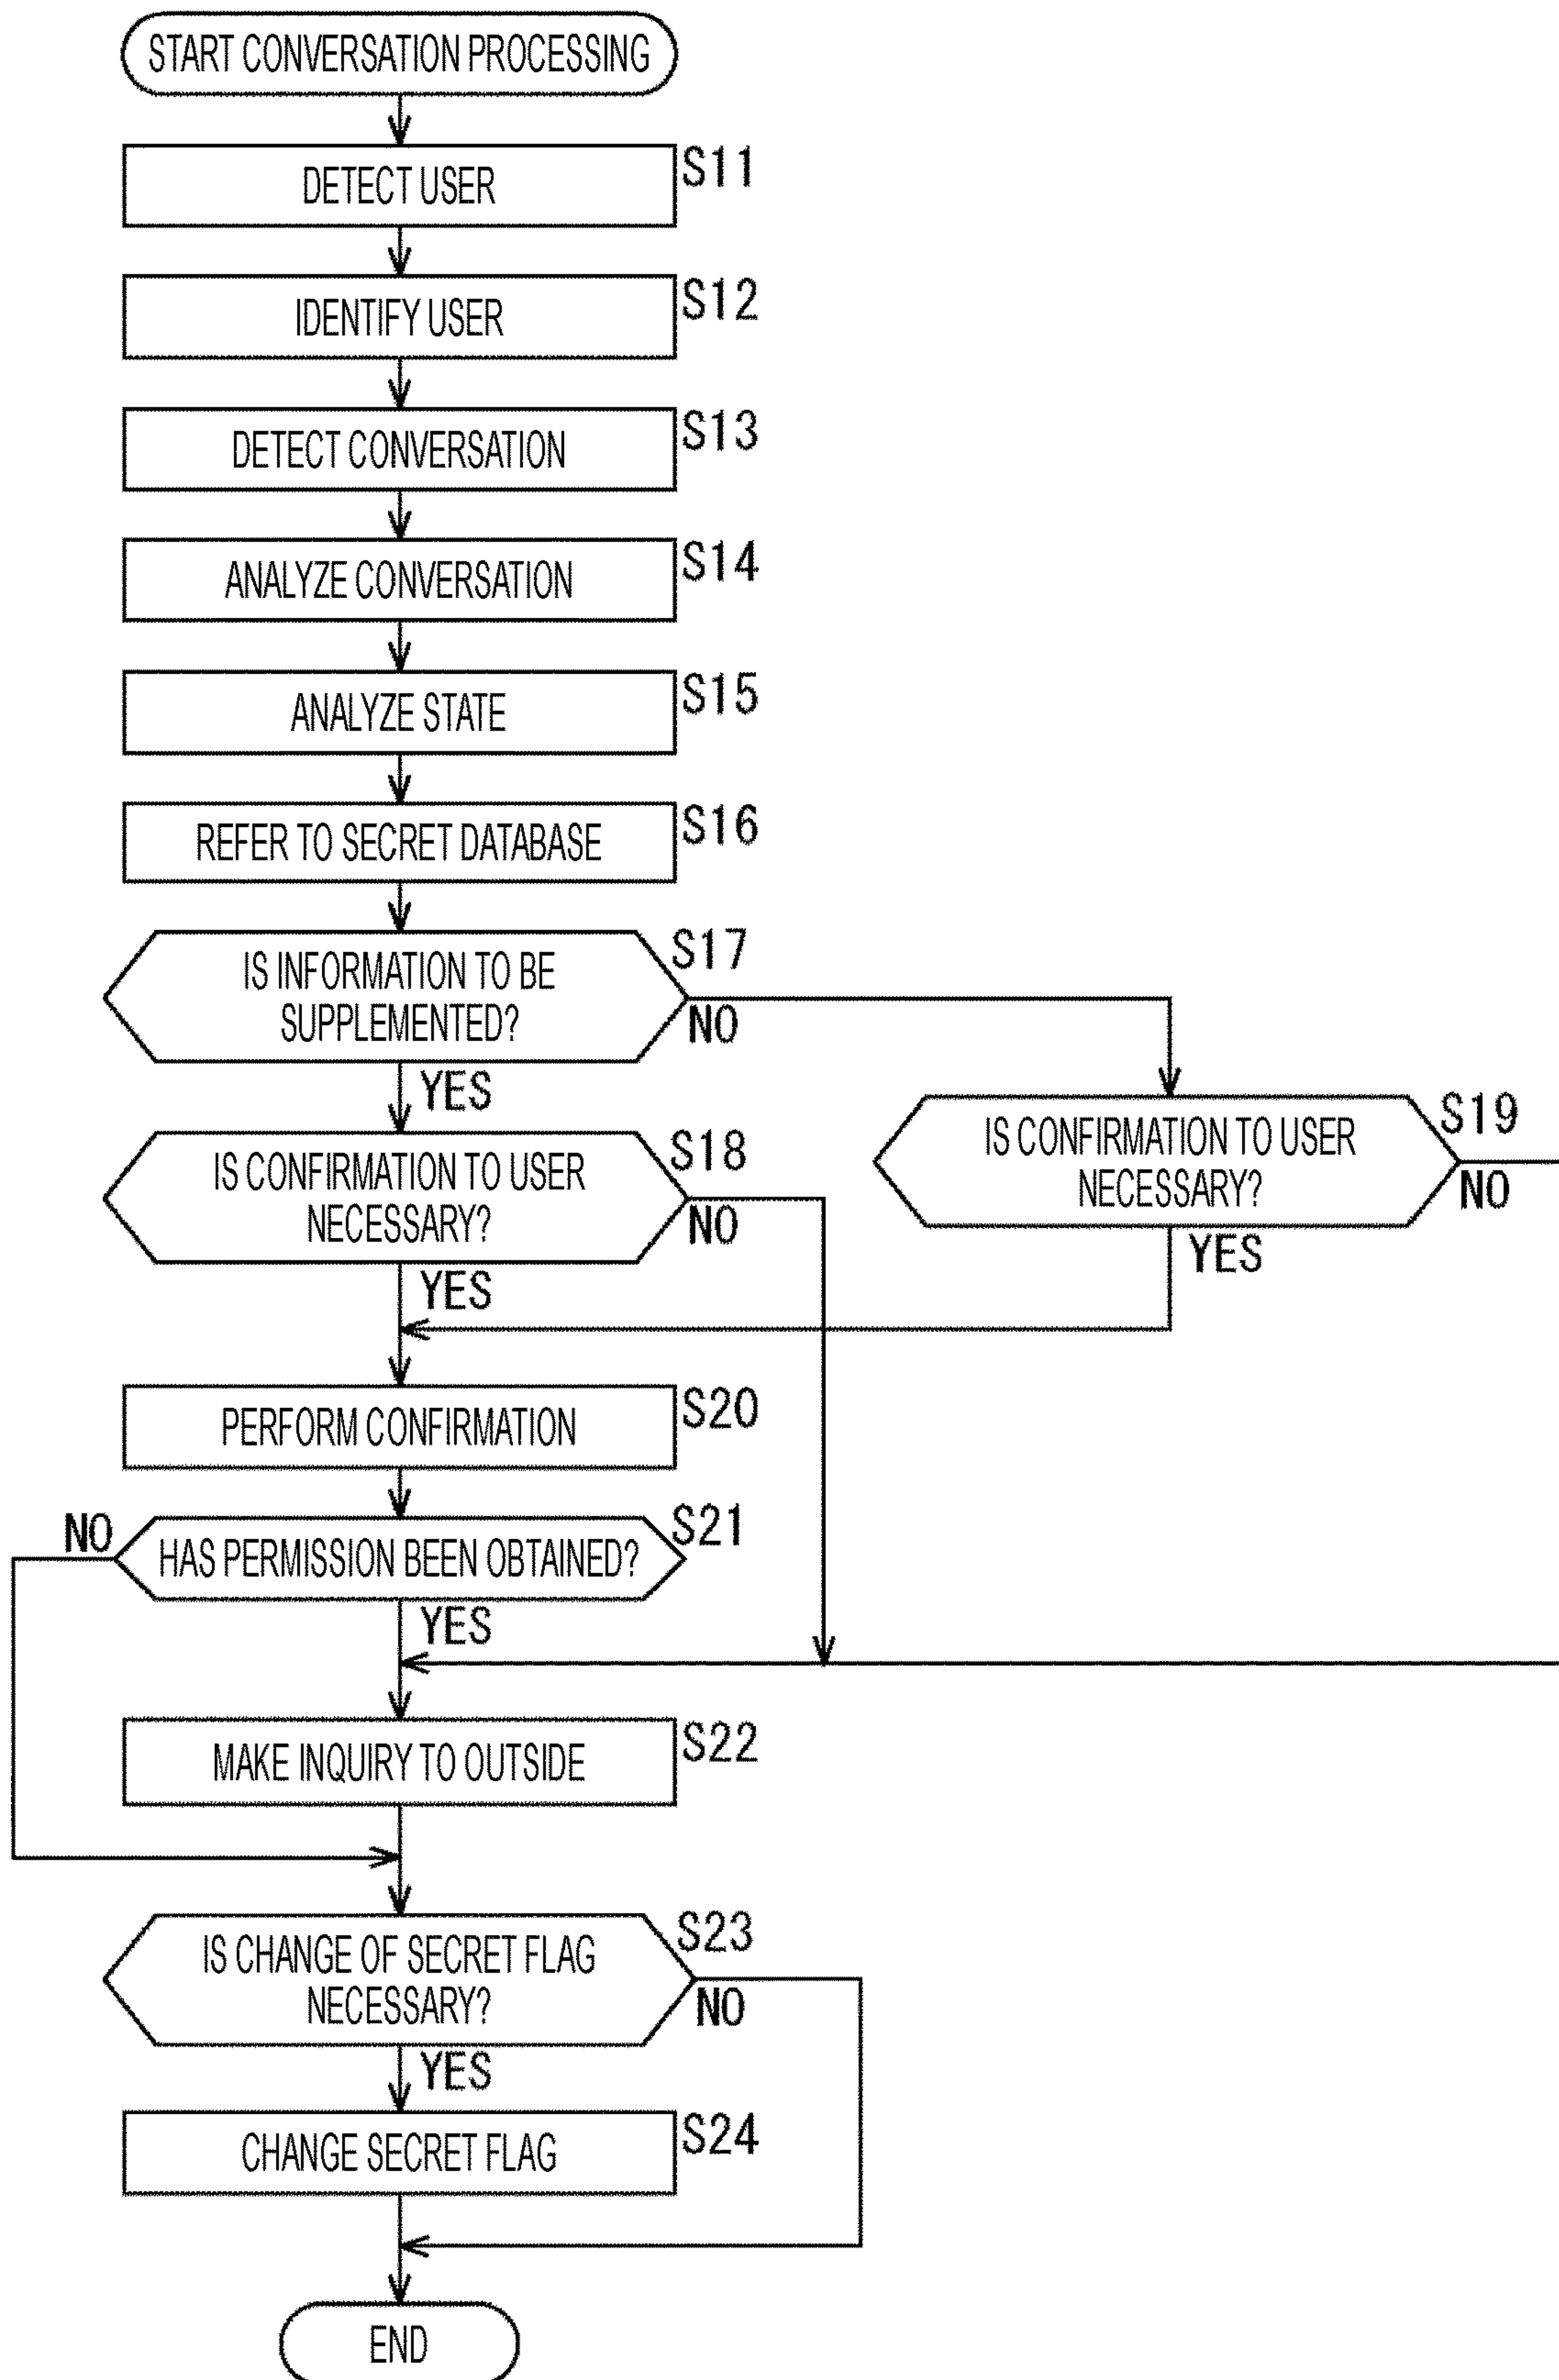 START CONVERSATION PROCESSING
DETECT USER
S11
IDENTIFY USER
S12
DETECT CONVERSATION
S13
ANALYZE CONVERSATION
S14
ANALYZE STATE
S15
REFER TO SECRET DATABASE
S16
IS INFORMATION TO BE
SUPPLEMENTED?
S17
NO
YES
IS CONFIRMATION TO USER
NECESSARY?
S18
NO
YES
IS CONFIRMATION TO USER
NECESSARY?
S19
NO
YES
PERFORM CONFIRMATION
S20
HAS PERMISSION BEEN OBTAINED?
S21
NO
YES
MAKE INQUIRY TO OUTSIDE
S22
IS CHANGE OF SECRET FLAG
NECESSARY?
S23
NO
YES
CHANGE SECRET FLAG
S24
END